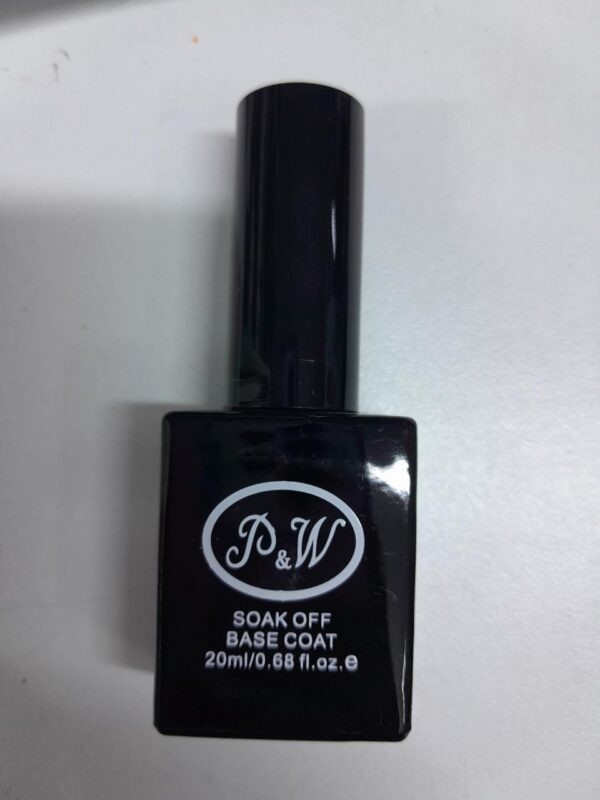 P&W
SOAK OFF
BASE COAT
20ml/0.68 fl.oz.e